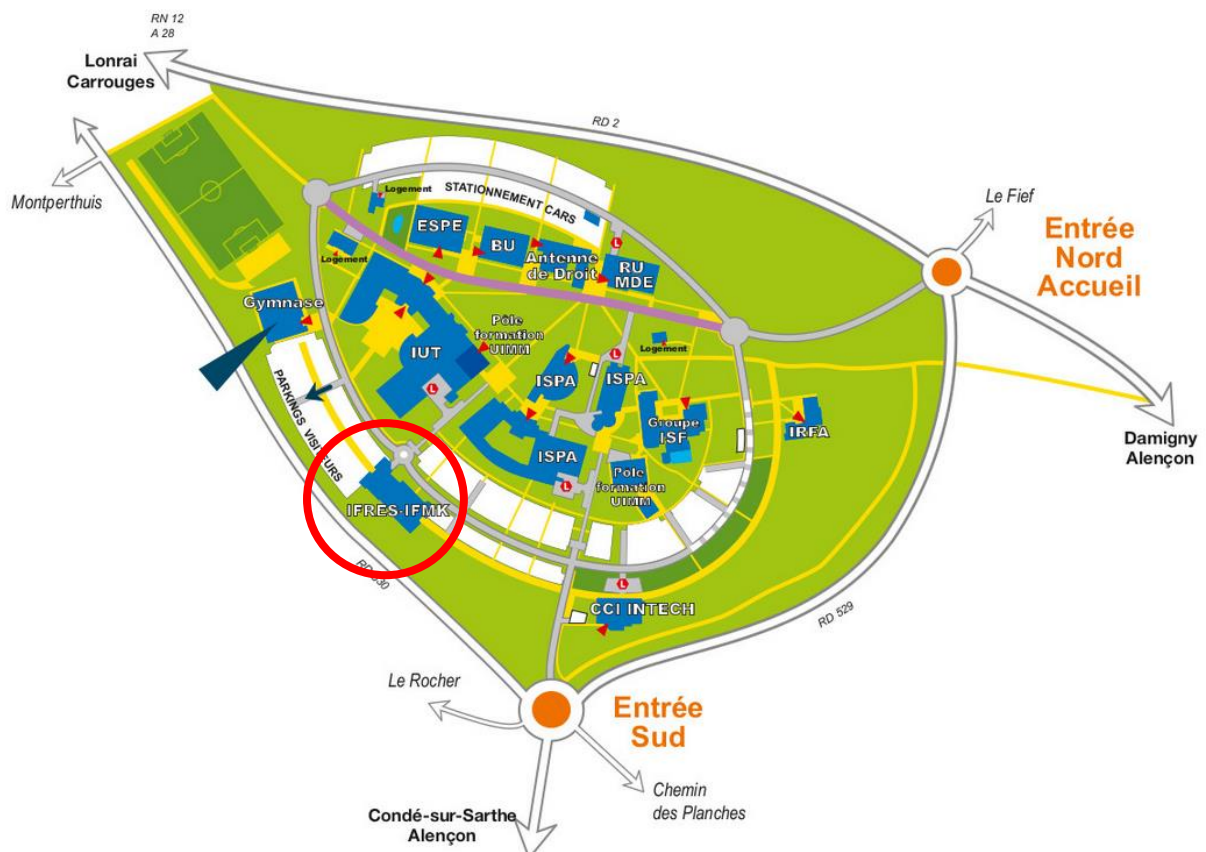 RN 12
A 28
Lonrai
Carrouges
RD 2
Montperthuis
Le Fief
Entrée
Nord
Accueil
Logement
STATIONNEMENT CARS
ESPE
BU
Antenne
de Droit
RU
MDE
Logement
Gymnase
Pôle
formation
UIMM
IUT
Logement
ISPA
ISPA
PARKINGS VISITEURS
Groupe
ISF
IRFA
Damigny
Alençon
ISPA
Pôle
formation
UIMM
IFRES-IFMK
CCI INTECH
RD 529
Le Rocher
Entrée
Sud
Chemin
des Planches
Condé-sur-Sarthe
Alençon
L
L
L
L
L